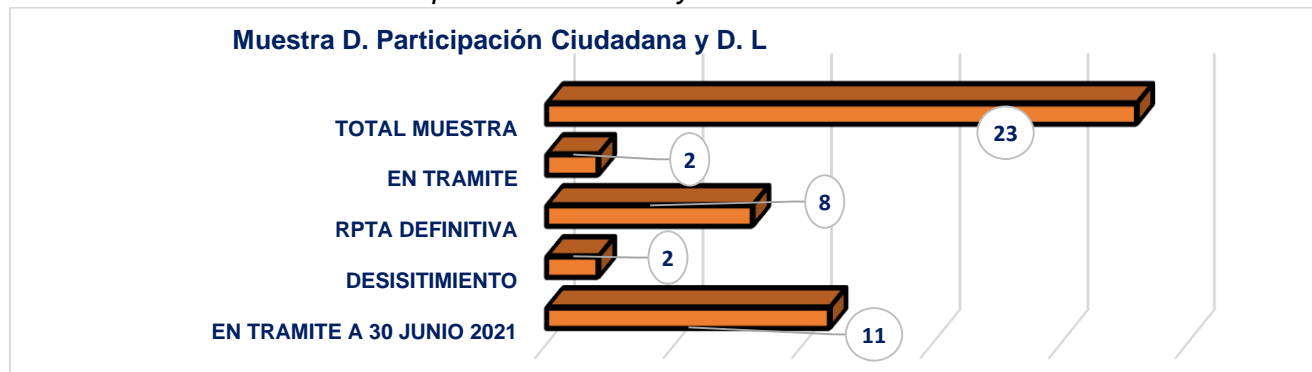 Muestra D. Participación Ciudadana y D. L
TOTAL MUESTRA
23
EN TRAMITE
2
RPTA DEFINITIVA
8
DESISITIMIENTO
2
EN TRAMITE A 30 JUNIO 2021
11